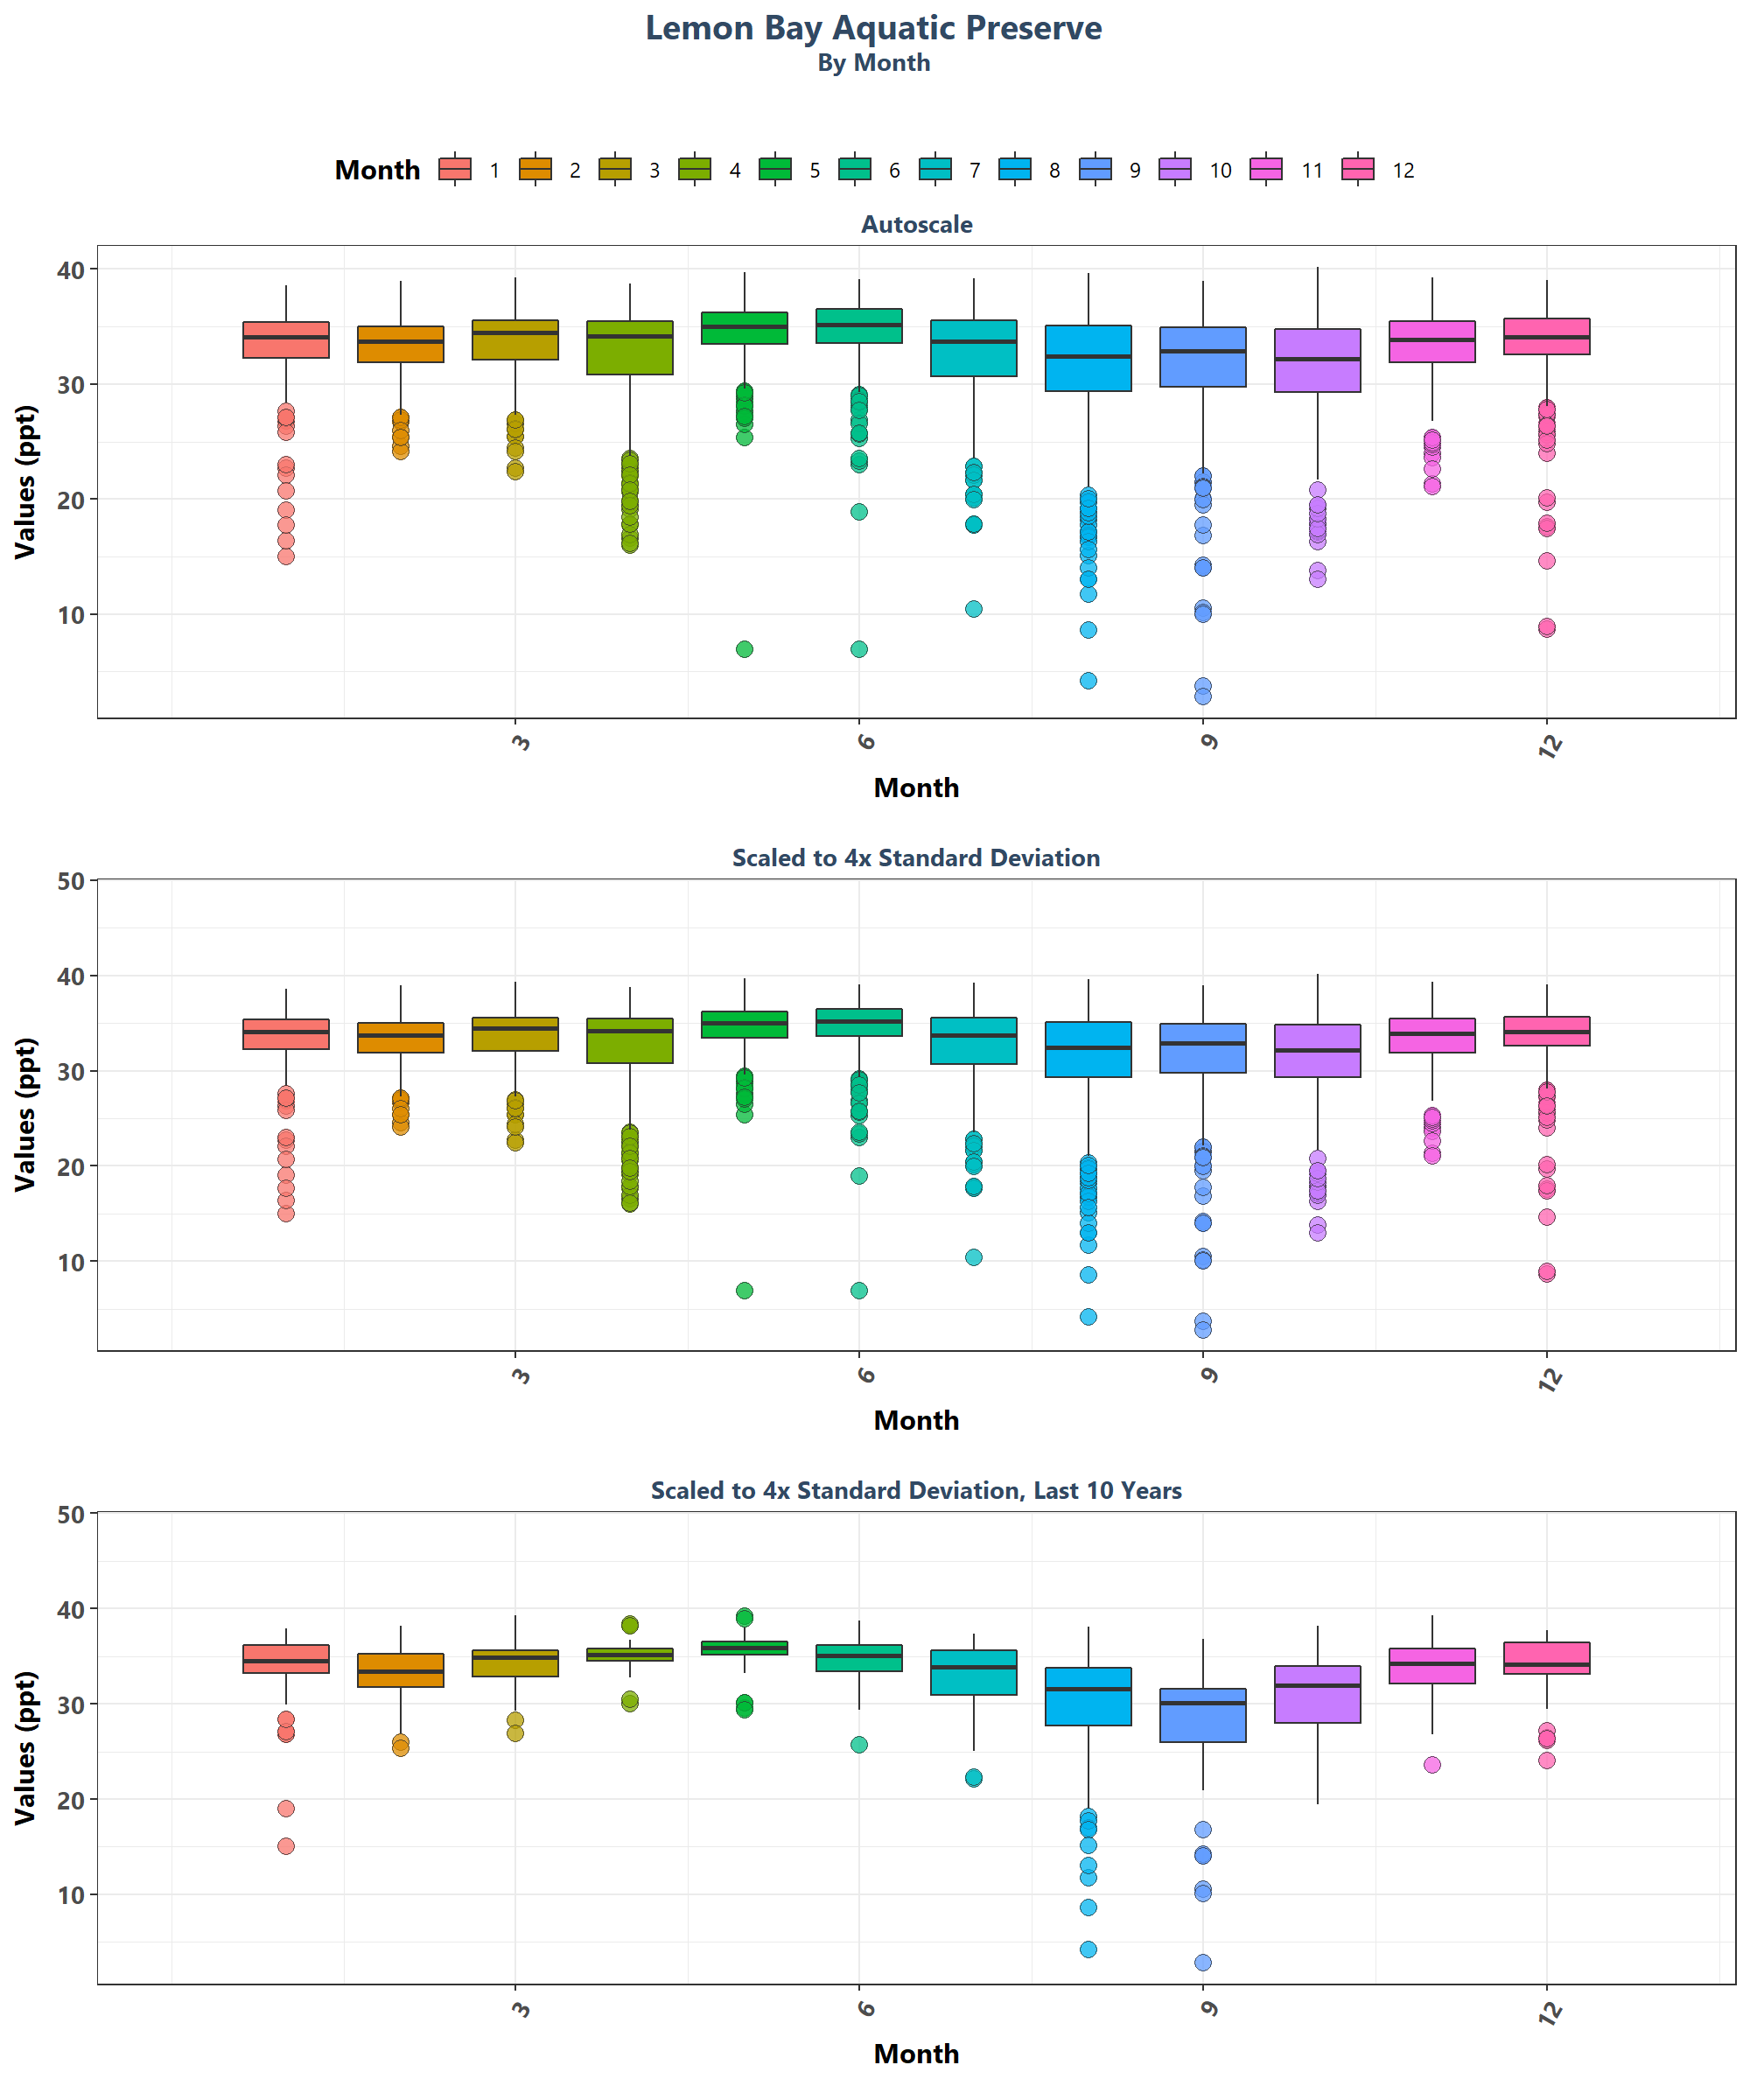 Lemon Bay Aquatic Preserve
By Month
Month 1 2 3 4 5 6 7 8 9 10 11 12
Autoscale
Values (ppt)
40
30
20
10
3 6 9 12
Month
Scaled to 4x Standard Deviation
Values (ppt)
50
40
30
20
10
3 6 9 12
Month
Scaled to 4x Standard Deviation, Last 10 Years
Values (ppt)
50
40
30
20
10
3 6 9 12
Month